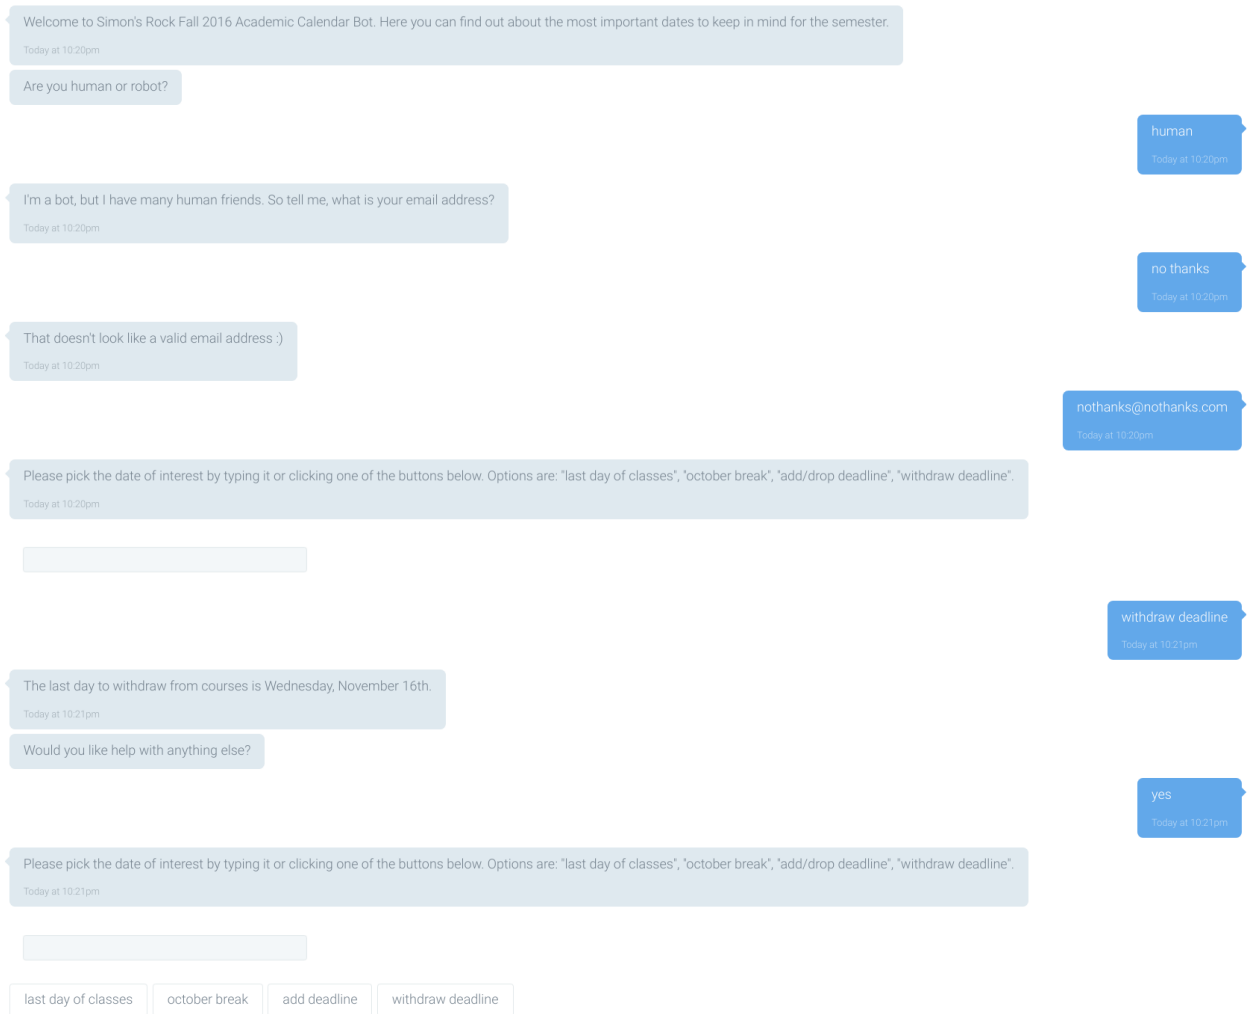 Welcome to Simon's Rock Fall 2016 Academic Calendar Bot. Here you can find out about the most important dates to keep in mind for the semester.
Today at 10:20pm
Are you human or robot?
human
Today at 10:20pm
I'm a bot, but I have many human friends. So tell me, what is your email address?
Today at 10:20pm
no thanks
Today at 10:20pm
That doesn't look like a valid email address :)
Today at 10:20pm
nothanks@nothanks.com
Today at 10:20pm
Please pick the date of interest by typing it or clicking one of the buttons below. Options are: "last day of classes", "october break", "add/drop deadline", "withdraw deadline".
Today at 10:20pm
withdraw deadline
Today at 10:21pm
The last day to withdraw from courses is Wednesday, November 16th.
Today at 10:21pm
Would you like help with anything else?
yes
Today at 10:21pm
Please pick the date of interest by typing it or clicking one of the buttons below. Options are: "last day of classes", "october break", "add/drop deadline", "withdraw deadline".
Today at 10:21pm
last day of classes october break add deadline withdraw deadline